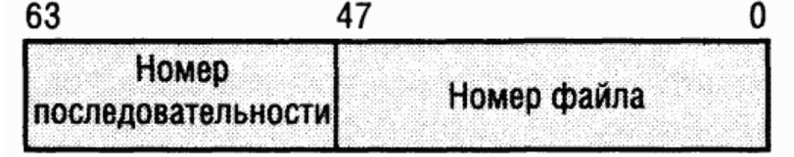 63 47 0
Номер
последовательности
Номер файла